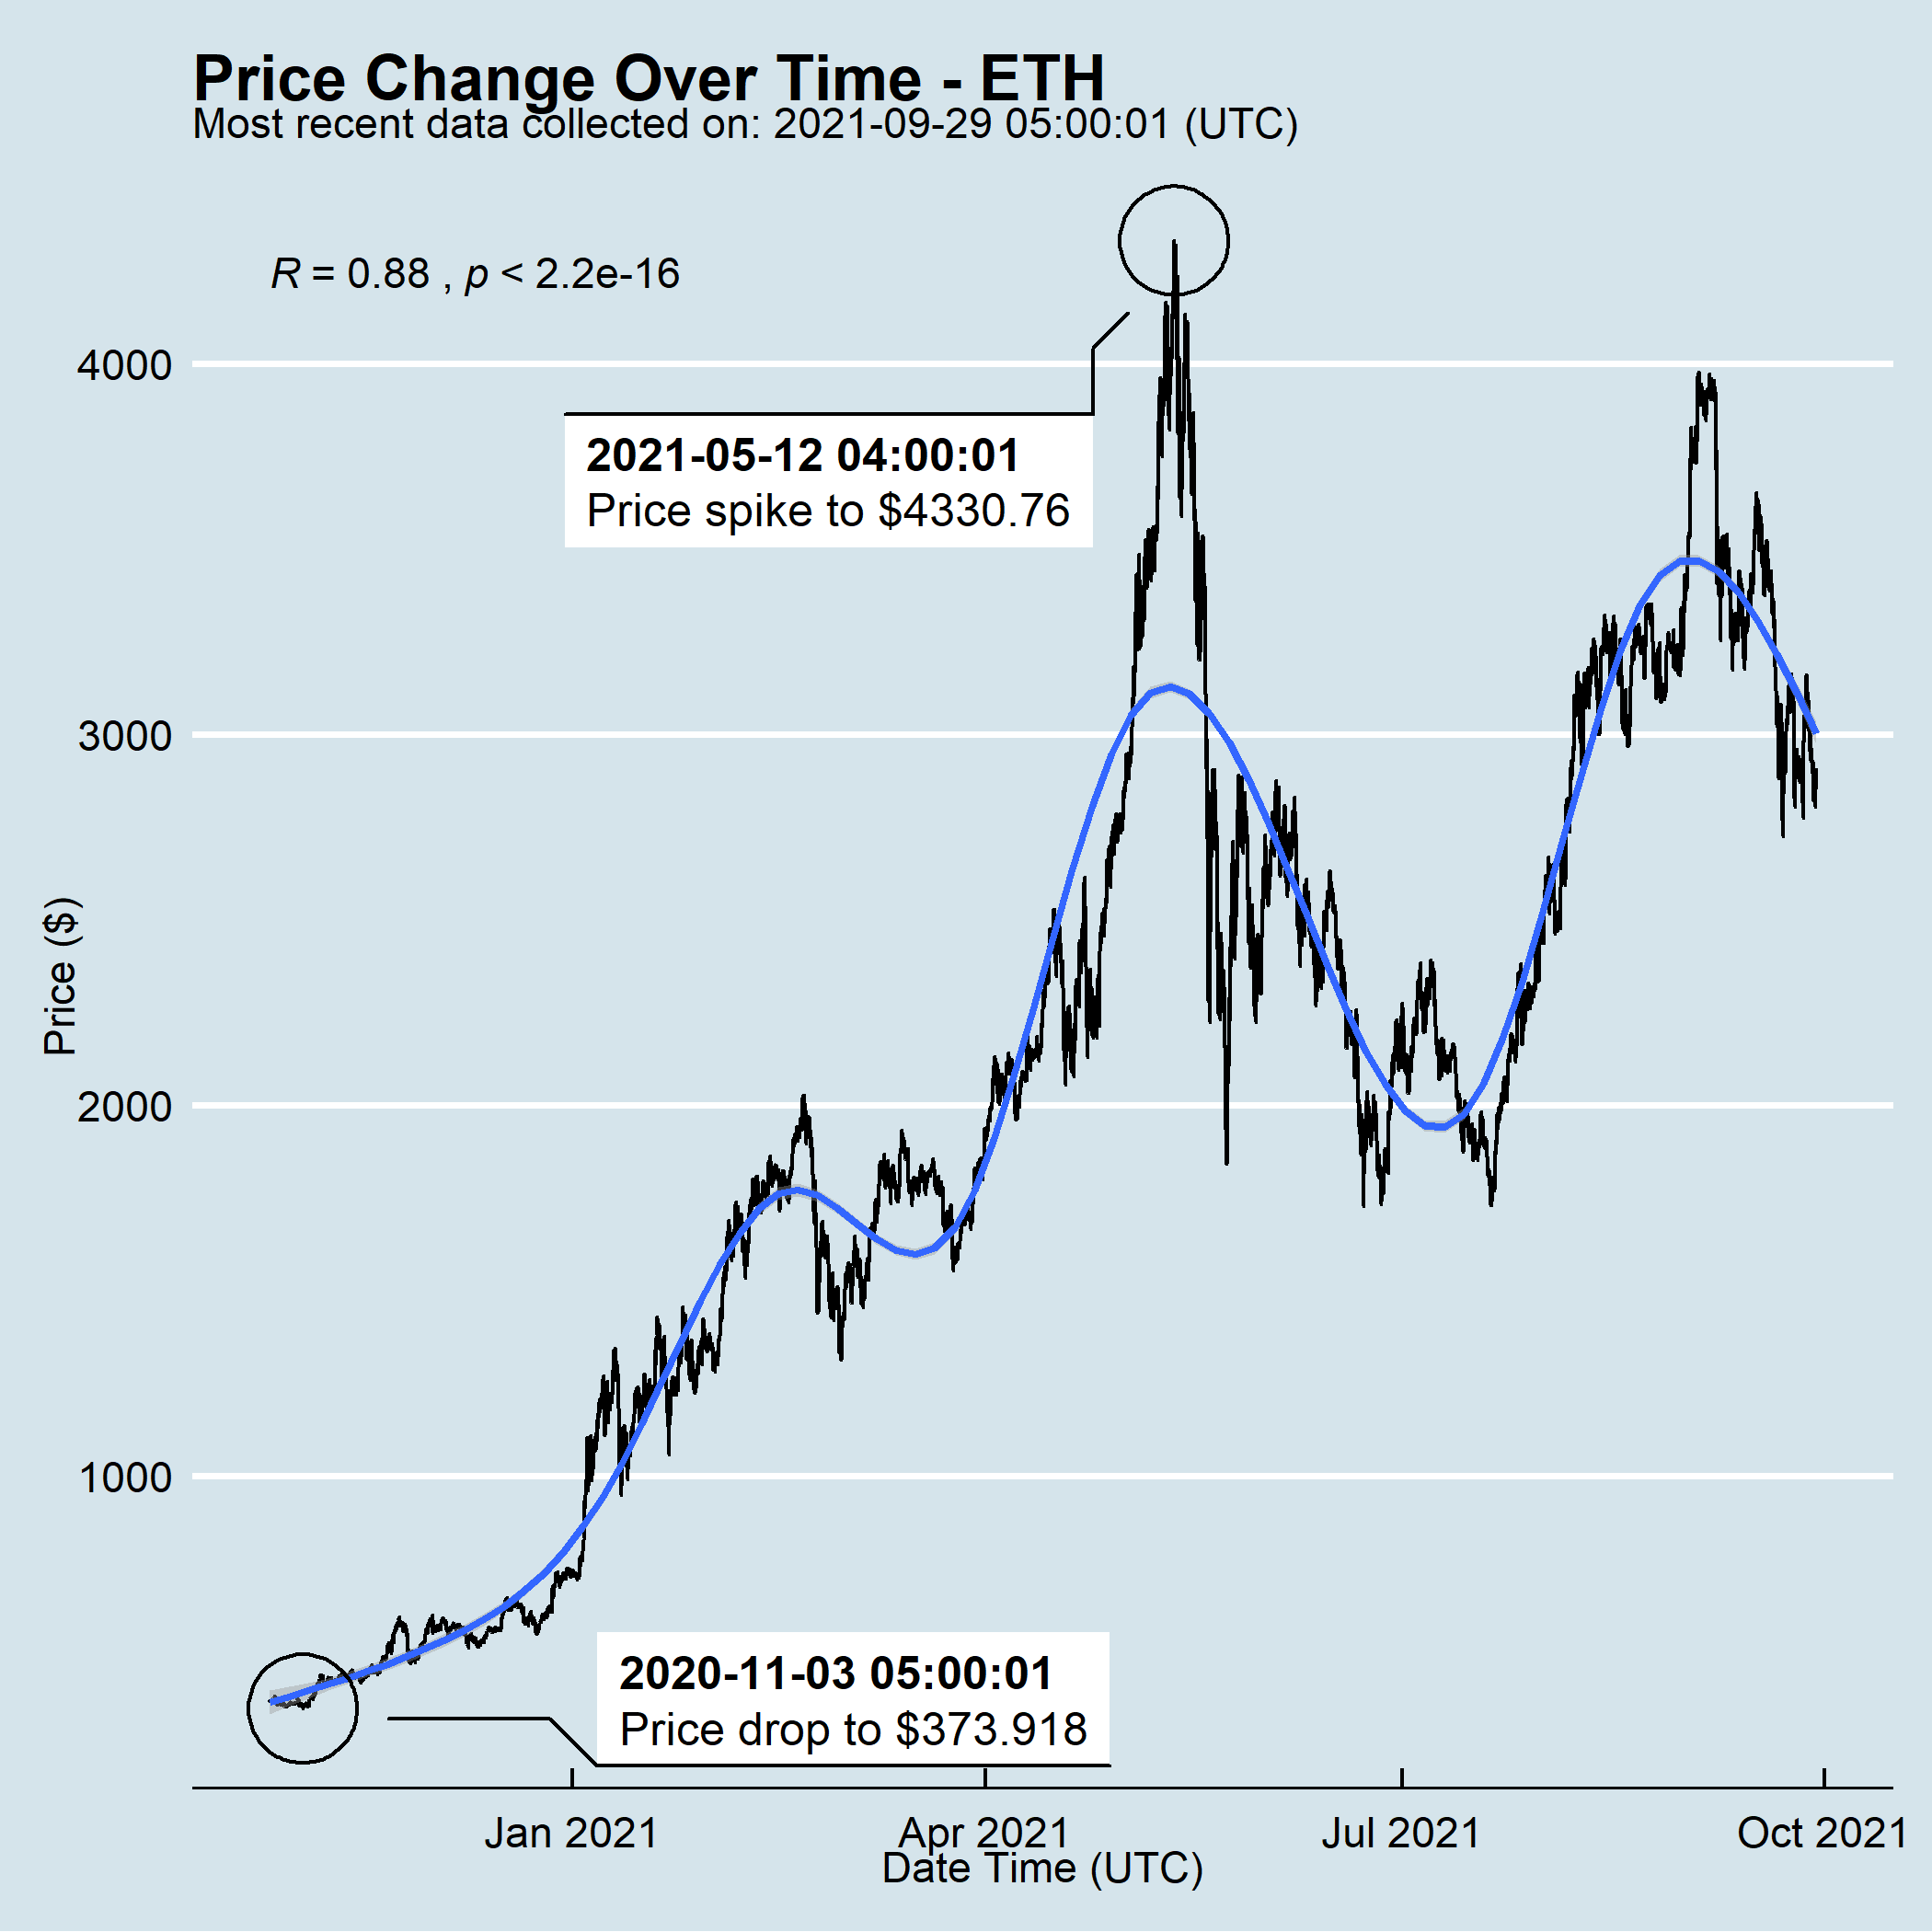 Price Change Over Time - ETH
Most recent data collected on: 2021-09-29 05:00:01 (UTC)
R = 0.88 , p < 2.2e-16
4000
2021-05-12 04:00:01
Price spike to $4330.76
3000
Price ($)
2000
1000
2020-11-03 05:00:01
Price drop to $373.918
Jan 2021
Apr 2021
Jul 2021
Oct 2021
Date Time (UTC)